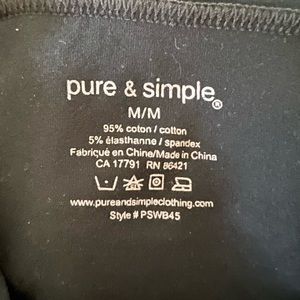 pure & simple®
M/M
95% coton / cotton
5% élasthanne / spandex
Fabriqué en Chine/Made in China
CA 17791 RN 86421
www.pureandsimpleclothing.com
Style # PSWB45